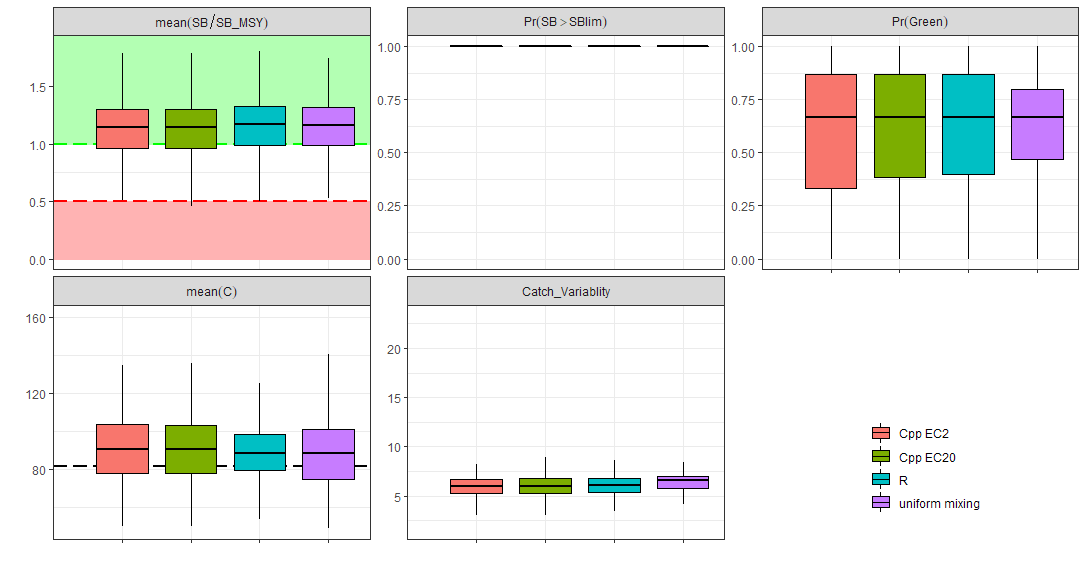 mean(SB/SB_MSY)
Pr(SB > SBlim)
Pr(Green)
1.5
1.0
0.5
0.0
1.00
0.75
0.50
0.25
0.00
1.00
0.75
0.50
0.25
0.00
mean(C)
Catch_Variablity
160
120
80
20
15
10
5
Cpp EC2
Cpp EC20
R
uniform mixing